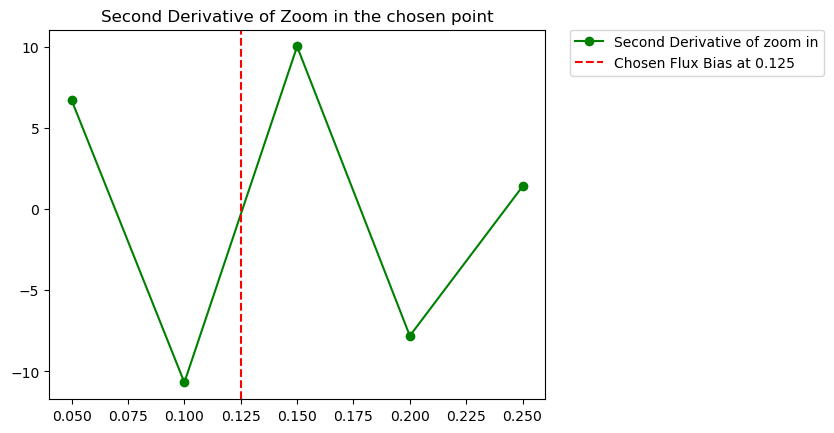 Second Derivative of Zoom in the chosen point
Second Derivative of zoom in
Chosen Flux Bias at 0.125
10
5
0
−5
−10
0.050 0.075 0.100 0.125 0.150 0.175 0.200 0.225 0.250